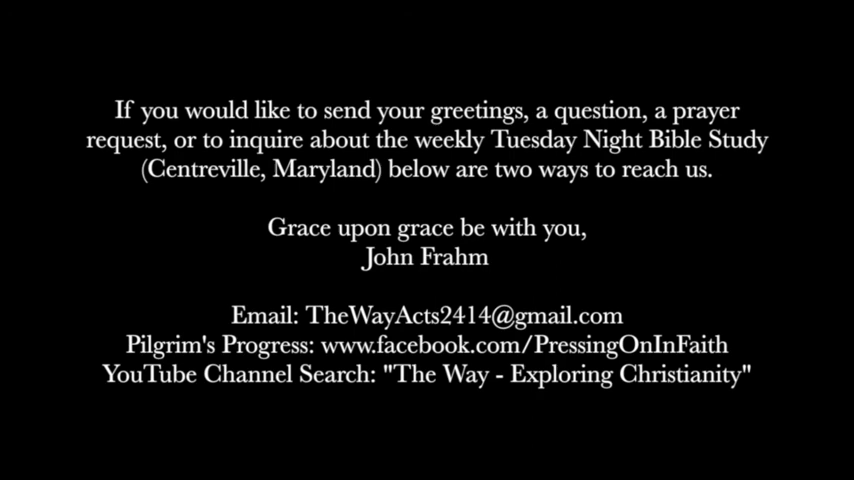 If you would like to send your greetings, a question, a prayer
request, or to inquire about the weekly Tuesday Night Bible Study
(Centreville, Maryland) below are two ways to reach us.
Grace upon grace be with you,
John Frahm
Email: TheWayActs2414@gmail.com
Pilgrim's Progress: www.facebook.com/PressingOnInFaith
YouTube Channel Search: "The Way - Exploring Christianity"